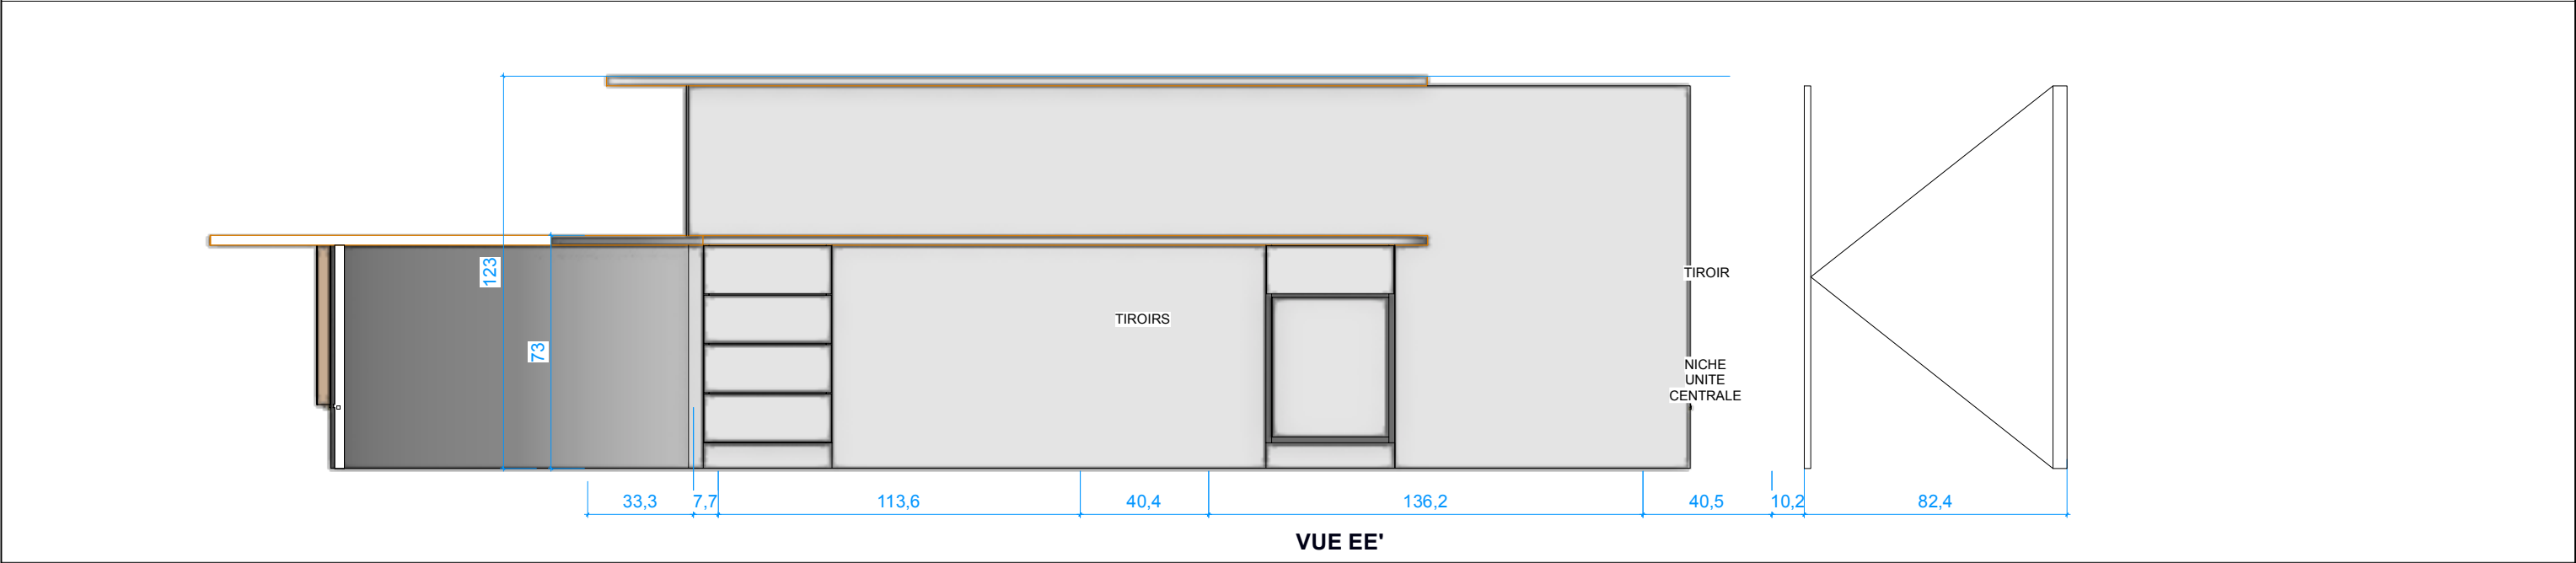 123
73
TIROIR
TIROIRS
NICHE
UNITE
CENTRALE
33,3
7,7
113,6
40,4
136,2
40,5
10,2
82,4
VUE EE'